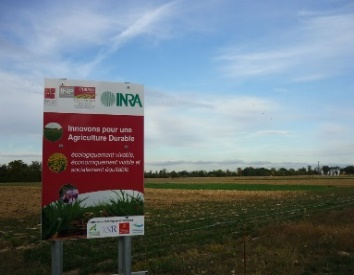 INRA
Innovons pour une
Agriculture Durable
écologiquement vivable,
économiquement viable et
socialement équitable